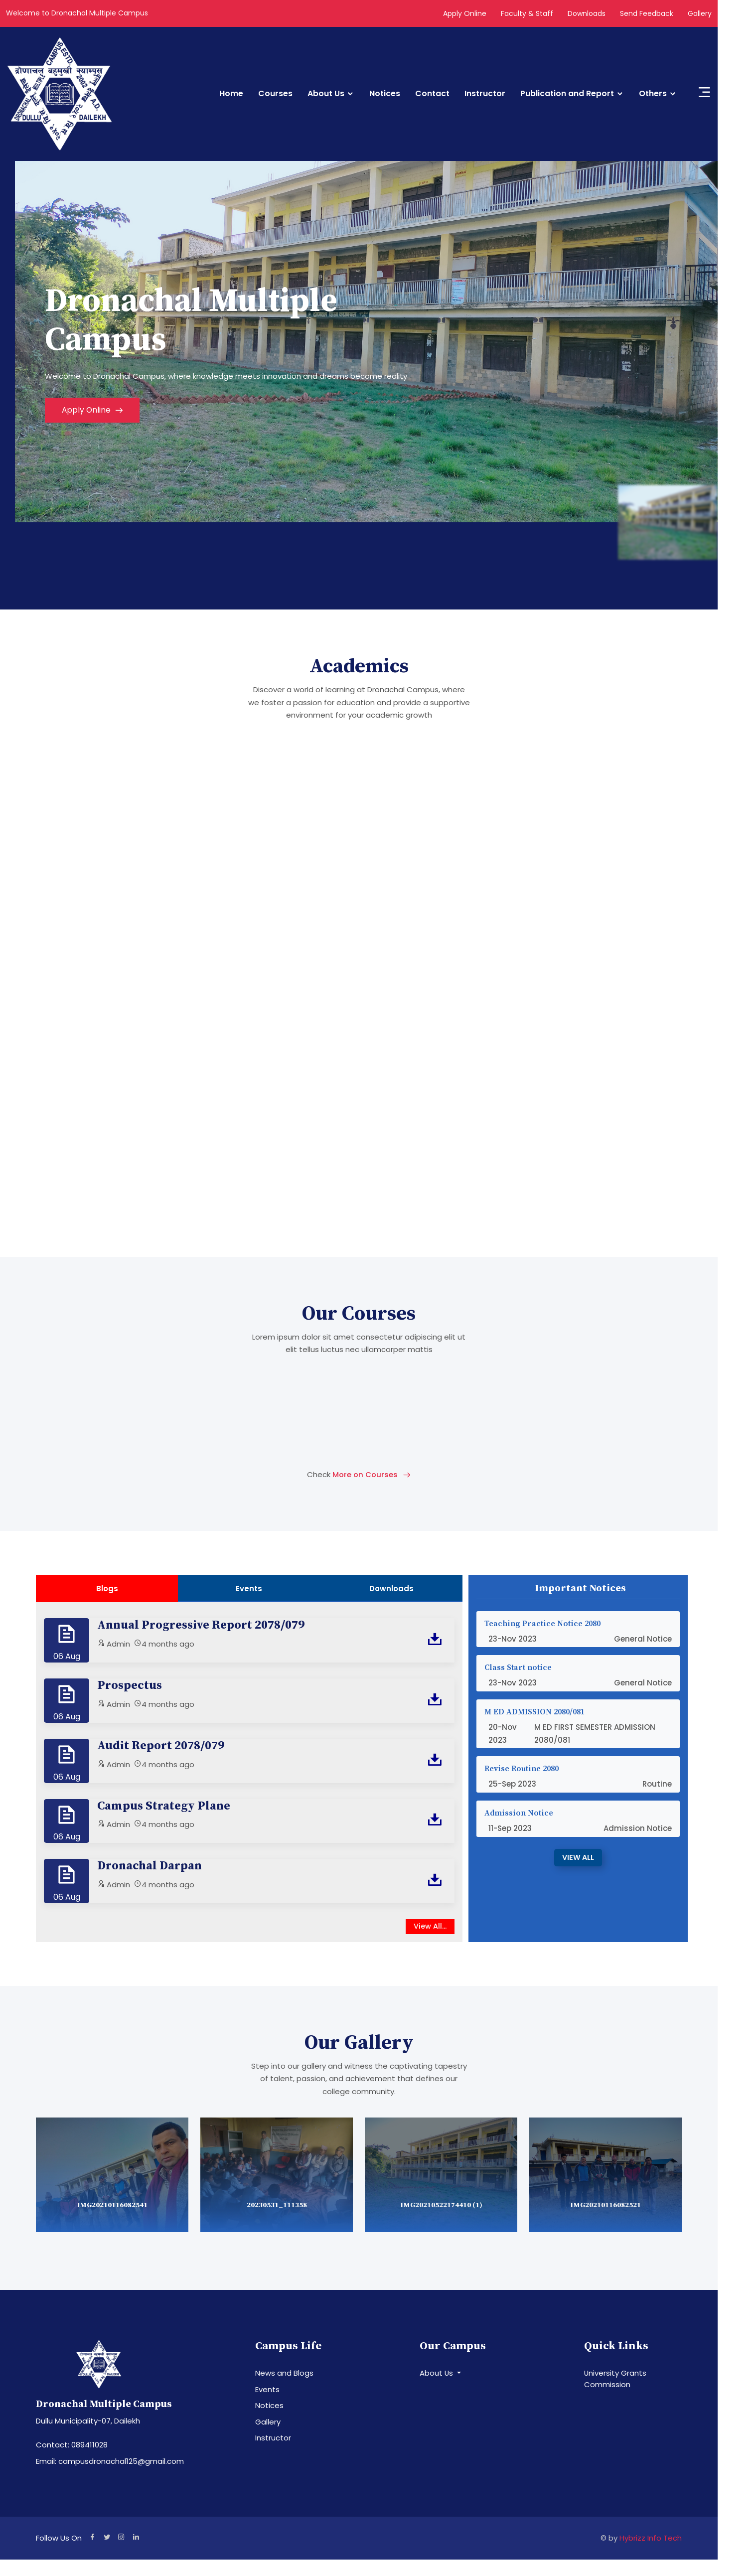 Welcome to Dronachal Multiple Campus
Apply Online Faculty & Staff Downloads Send Feedback Gallery
द्रोणाचल बहुमुखी क्याम्पस
DULLU DAILEKH
Home Courses About Us Notices Contact Instructor Publication and Report Others
Dronachal Multiple
Campus
Welcome to Dronachal Campus, where knowledge meets innovation and dreams become reality
Apply Online
Academics
Discover a world of learning at Dronachal Campus, where
we foster a passion for education and provide a supportive
environment for your academic growth
Our Courses
Lorem ipsum dolor sit amet consectetur adipiscing elit ut
elit tellus luctus nec ullamcorper mattis
Check More on Courses
Blogs Events Downloads
Annual Progressive Report 2078/079
Admin 4 months ago
06 Aug
Prospectus
Admin 4 months ago
06 Aug
Audit Report 2078/079
Admin 4 months ago
06 Aug
Campus Strategy Plane
Admin 4 months ago
06 Aug
Dronachal Darpan
Admin 4 months ago
06 Aug
View All...
Important Notices
Teaching Practice Notice 2080
23-Nov 2023 General Notice
Class Start notice
23-Nov 2023 General Notice
M ED ADMISSION 2080/081
20-Nov M ED FIRST SEMESTER ADMISSION
2023 2080/081
Revise Routine 2080
25-Sep 2023 Routine
Admission Notice
11-Sep 2023 Admission Notice
VIEW ALL
Our Gallery
Step into our gallery and witness the captivating tapestry
of talent, passion, and achievement that defines our
college community.
IMG20210116082541
20230531_111358
IMG20210522174410 (1)
IMG20210116082521
Dronachal Multiple Campus
Dullu Municipality-07, Dailekh
Contact: 089411028
Email: campusdronachal125@gmail.com
Campus Life
News and Blogs
Events
Notices
Gallery
Instructor
Our Campus
About Us
Quick Links
University Grants
Commission
Follow Us On
© by Hybrizz Info Tech